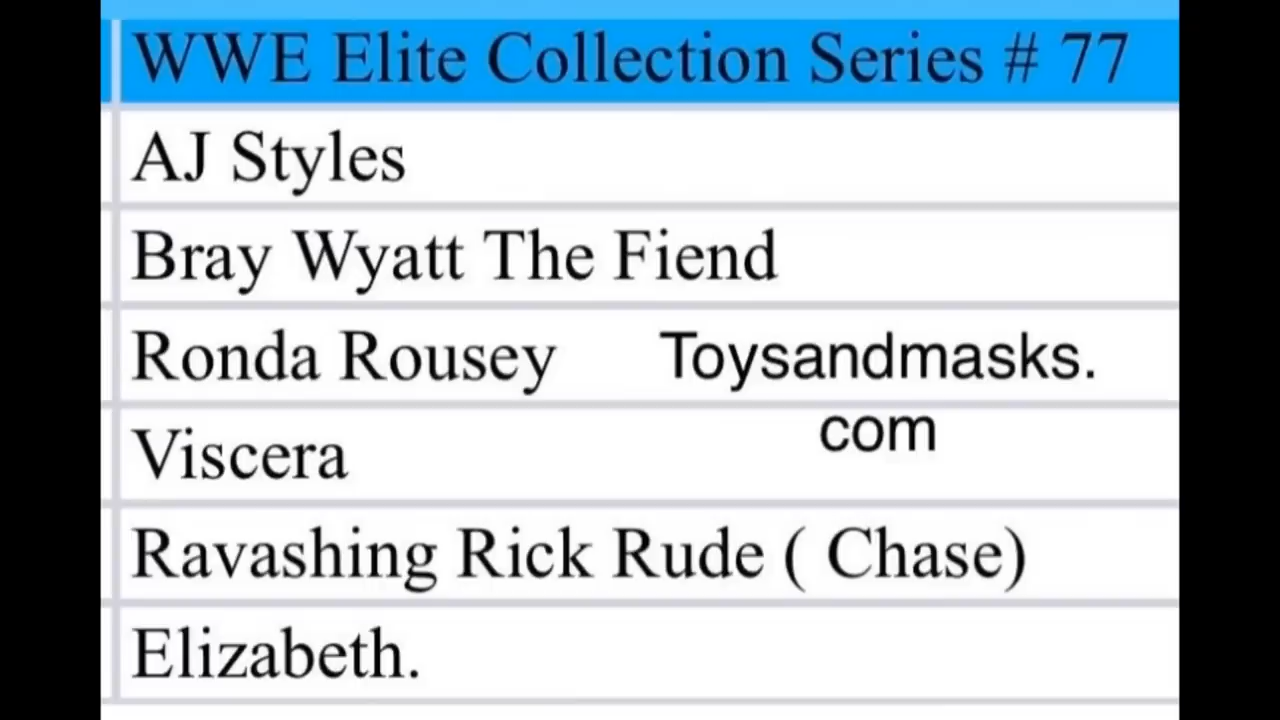 WWE Elite Collection Series # 77
AJ Styles
Bray Wyatt The Fiend
Ronda Rousey
Toysandmasks.
com
Viscera
Ravashing Rick Rude ( Chase)
Elizabeth.